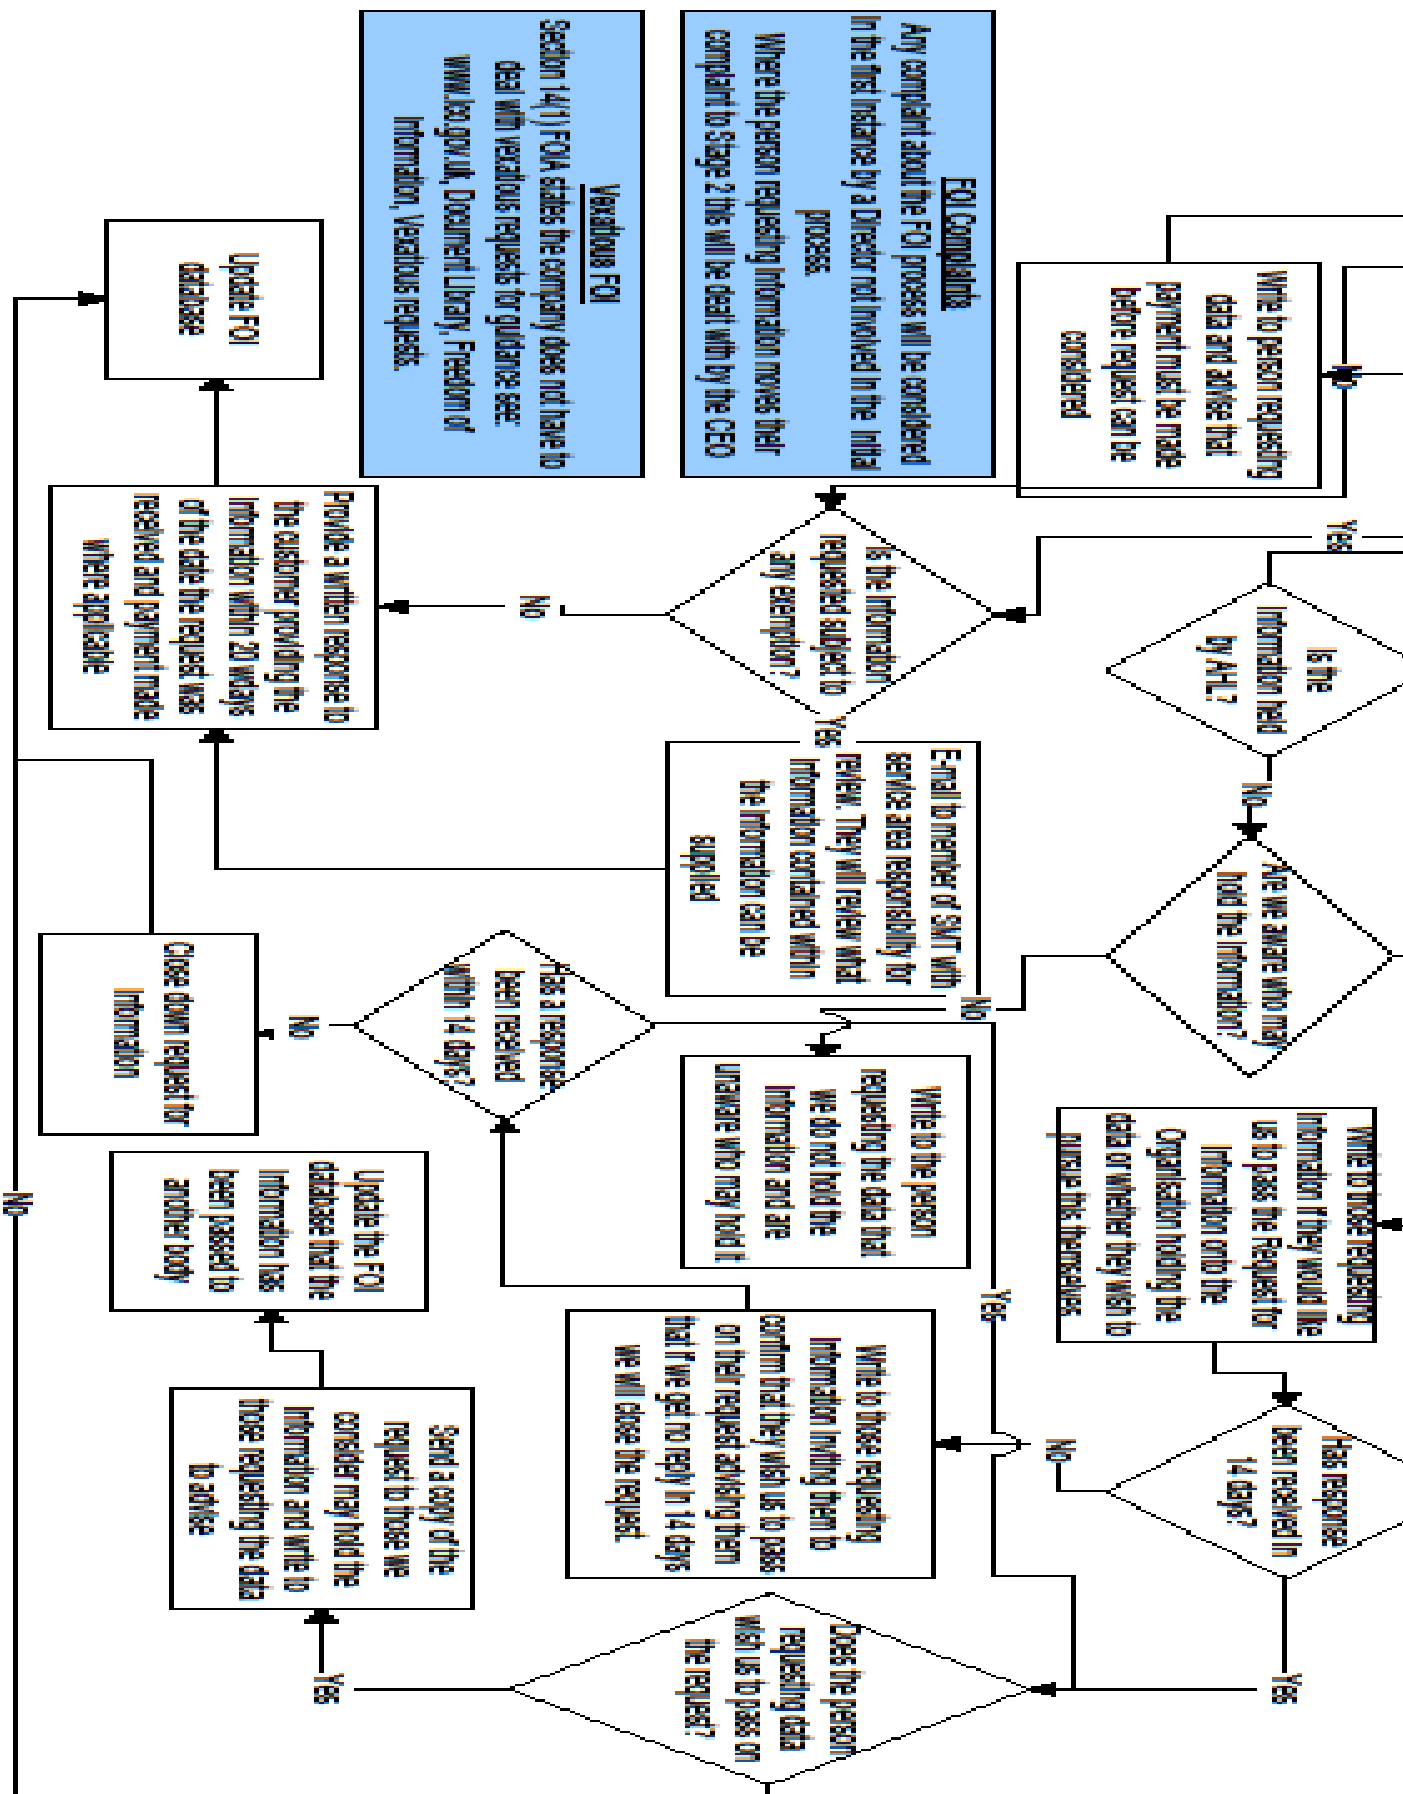 Write to person requesting
data and advise that
payment must be made
before request can be
considered
No
Yes
Is the
Information held
by AHL?
No
Are we aware who may
hold the Information?
Write to those requesting
Information if they would like
us to pass the Request for
Information onto the
Organisation holding the
data or whether they wish to
pursue this themselves
Has response
been received in
14 days?
Yes
No
FOI Complaints
Any complaint about the FOI process will be considered
in the first instance by a Director not involved in the initial
process.
Where the person requesting information moves their
complaint to Stage 2 this will be dealt with by the CEO
Is the Information
requested subject to
any exemption?
Yes
No
E-mail to member of SMT with
service area responsibility for
review. They will review what
information contained within
the Information can be
supplied
No
Write to the person
requesting the data that
we do not hold the
Information and are
unaware who may hold it
Yes
Write to those requesting
Information inviting them to
confirm that they wish us to pass
on their request advising them
that if we get no reply in 14 days
we will close the request
Does the person
requesting data
wish us to pass on
the request?
Yes
Vexatious FOI
Section 14(1) FOIA states the company does not have to
deal with vexatious requests for guidance see:
www.ico.gov.uk, Document Library, Freedom of
Information, Vexatious requests.
Has a response
been received
within 14 days?
No
Send a copy of the
request to those we
consider may hold the
Information and write to
those requesting the data
to advise
Update the FOI
database that the
Information has
been passed to
another body
Provide a written response to
the customer providing the
Information within 20 wdays
of the date the request was
received and payment made
where applicable
Close down request for
Information
Update FOI
database
No